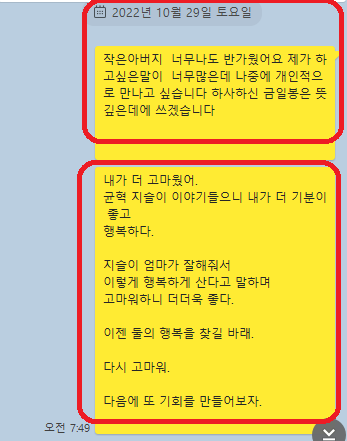 2022년 10월 29일 토요일
작은아버지  너무나도 반가웠어요 제가 하
고싶은말이  너무많은데 나중에 개인적으
로 만나고 싶습니다 하사하신 금일봉은 뜻
깊은데에 쓰겠습니다
내가 더 고마웠어.
균혁 지슬이 이야기들으니 내가 더 기분이
좋고
행복하다.
지슬이 엄마가 잘해줘서
이렇게 행복하게 산다고 말하며
고마워하니 더더욱 좋다.
이젠 둘의 행복을 찾길 바래.
다시 고마워.
다음에 또 기회를 만들어보자.
오전 7:49